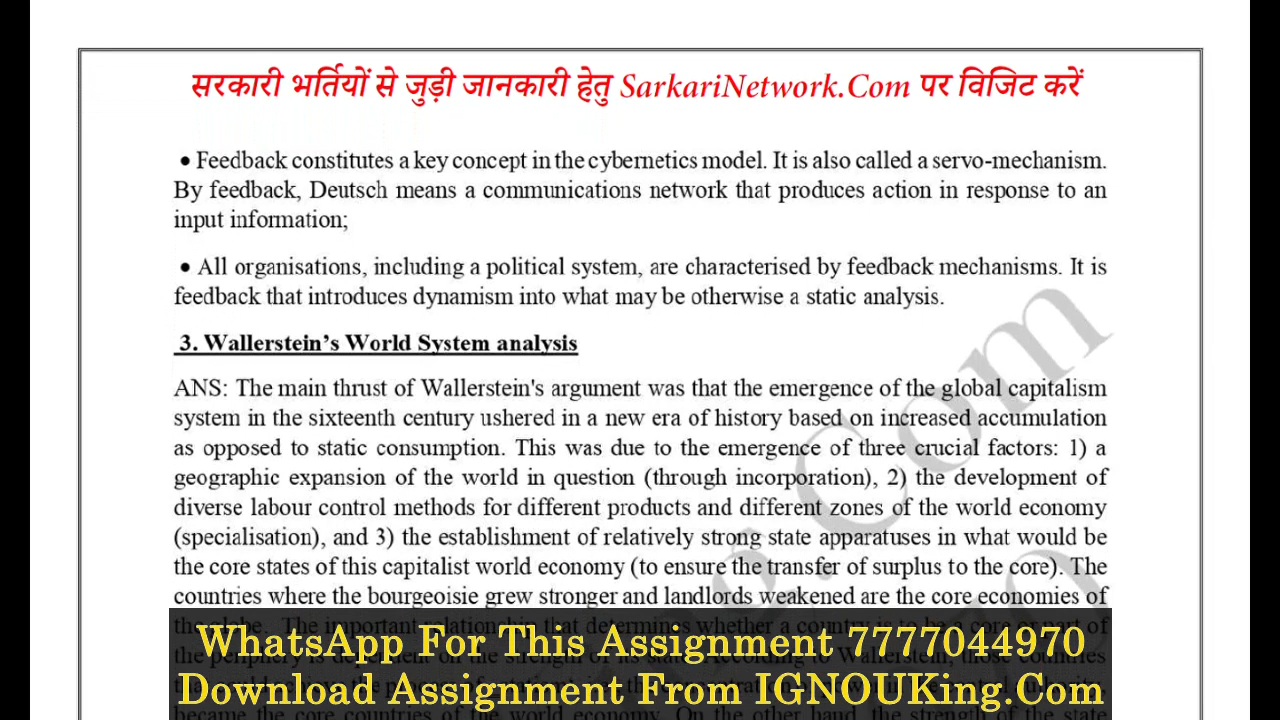 सरकारी भर्तियों से जुड़ी जानकारी हेतु SarkariNetwork.Com पर विजिट करें
• Feedback constitutes a key concept in the cybernetics model. It is also called a servo-mechanism.
By feedback, Deutsch means a communications network that produces action in response to an
input information;
• All organisations, including a political system, are characterised by feedback mechanisms. It is
feedback that introduces dynamism into what may be otherwise a static analysis.
3. Wallerstein’s World System analysis
ANS: The main thrust of Wallerstein's argument was that the emergence of the global capitalism
system in the sixteenth century ushered in a new era of history based on increased accumulation
as opposed to static consumption. This was due to the emergence of three crucial factors: 1) a
geographic expansion of the world in question (through incorporation), 2) the development of
diverse labour control methods for different products and different zones of the world economy
(specialisation), and 3) the establishment of relatively strong state apparatuses in what would be
the core states of this capitalist world economy (to ensure the transfer of surplus to the core). The
countries where the bourgeoisie grew stronger and landlords weakened are the core economies of
WhatsApp For This Assignment 7777044970
Download Assignment From IGNOUKing.Com